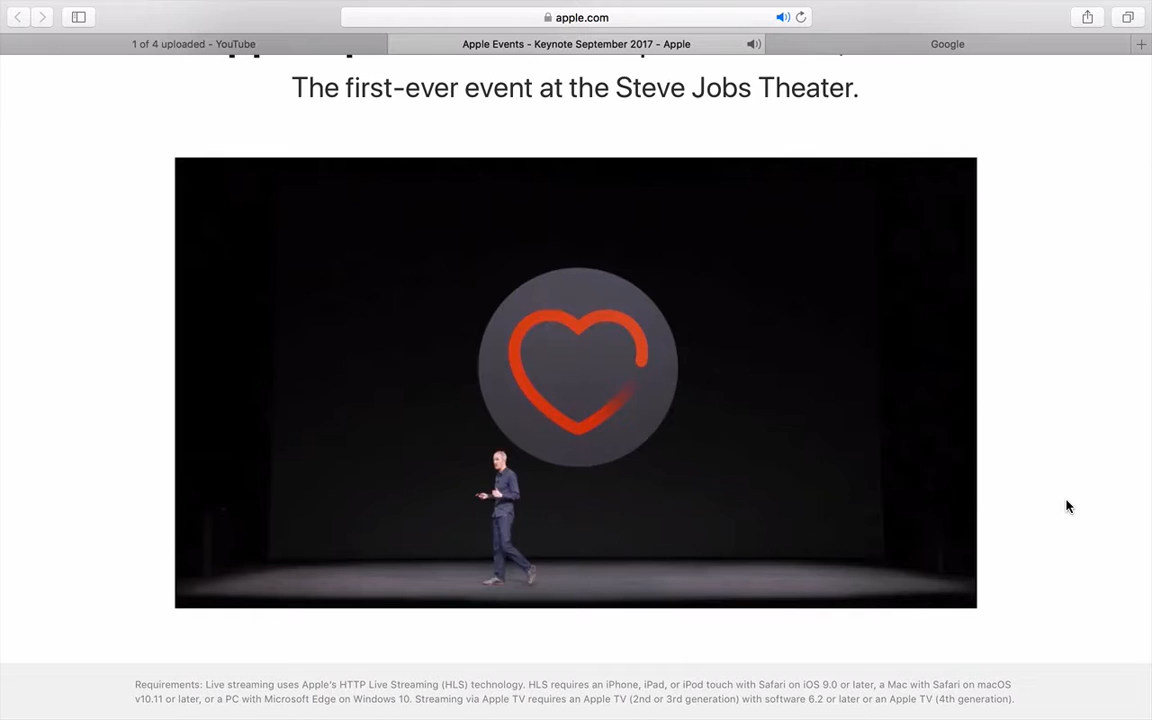 apple.com
1 of 4 uploaded - YouTube
Apple Events - Keynote September 2017 - Apple
Google
The first-ever event at the Steve Jobs Theater.
Requirements: Live streaming uses Apple's HTTP Live Streaming (HLS) technology. HLS requires an iPhone, iPad, or iPod touch with Safari on iOS 9.0 or later, a Mac with Safari on macOS
v10.11 or later, or a PC with Microsoft Edge on Windows 10. Streaming via Apple TV requires an Apple TV (2nd or 3rd generation) with software 6.2 or later or an Apple TV (4th generation).